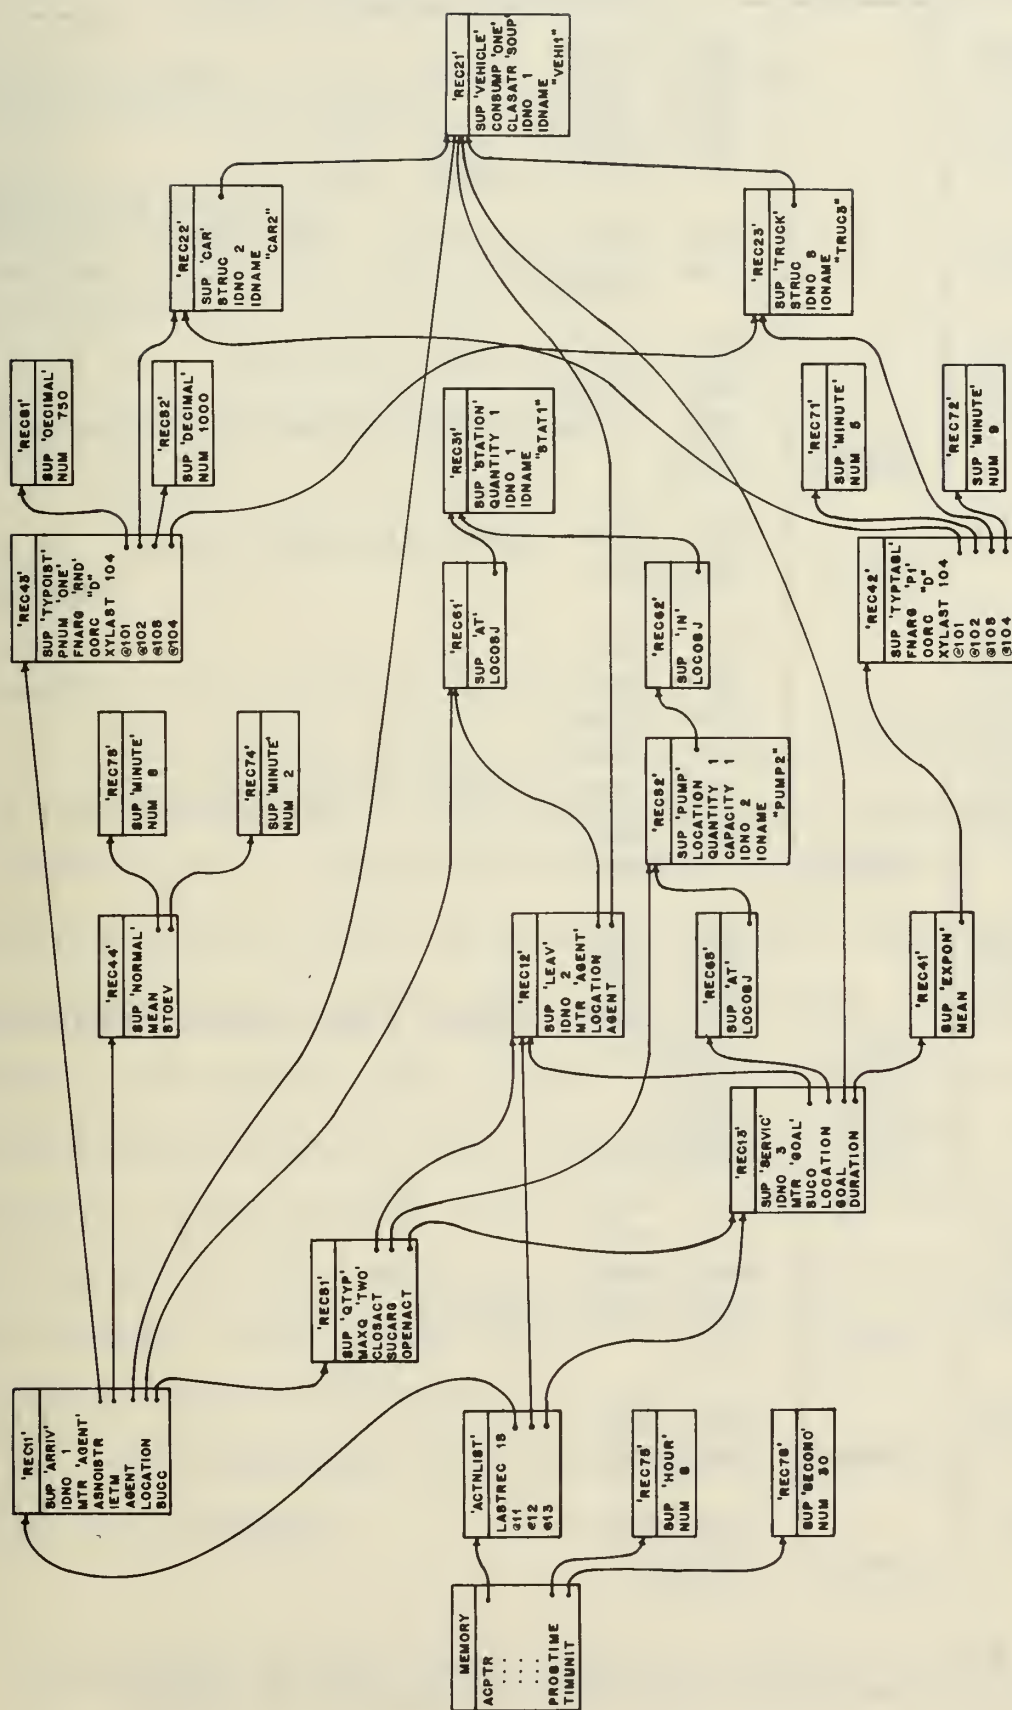 MEMORY
ACPTR
....
....
PROBTIME
TIMUNIT
'ACTNLIST'
LASTREC 13
@11
@12
@13
'REC75'
SUP 'HOUR'
NUM 8
'REC76'
SUP 'SECOND'
NUM 30
'REC11'
SUP 'ARRIV'
IDNO 1
MTR 'AGENT'
ASNDISTR
IETM
AGENT
LOCATION
SUCC
'REC51'
SUP 'QTYP'
MAXQ 'TWO'
CLOSACT
SUCARG
OPENACT
'REC13'
SUP 'SERVIC'
IDNO 3
MTR 'GOAL'
SUCO
LOCATION
GOAL
DURATION
'REC44'
SUP 'NORMAL'
MEAN
STDEV
'REC12'
SUP 'LEAV'
IDNO 2
MTR 'AGENT'
LOCATION
AGENT
'REC63'
SUP 'AT'
LOCOBJ
'REC41'
SUP 'EXPON'
MEAN
'REC73'
SUP 'MINUTE'
NUM 8
'REC74'
SUP 'MINUTE'
NUM 2
'REC32'
SUP 'PUMP'
LOCATION
QUANTITY 1
CAPACITY 1
IDNO 2
IDNAME
"PUMP2"
'REC43'
SUP 'TYPDIST'
PNUM 'ONE'
FNARG 'RND'
DORC "D"
XYLAST 104
@101
@102
@103
@104
'REC61'
SUP 'AT'
LOCOBJ
'REC62'
SUP 'IN'
LOCOBJ
'REC42'
SUP 'TYPTABL'
FNARG 'P1'
DORC "D"
XYLAST 104
@101
@102
@103
@104
'REC81'
SUP 'DECIMAL'
NUM 750
'REC82'
SUP 'DECIMAL'
NUM 1000
'REC31'
SUP 'STATION'
QUANTITY 1
IDNO 1
IDNAME
"STAT1"
'REC71'
SUP 'MINUTE'
NUM 5
'REC72'
SUP 'MINUTE'
NUM 9
'REC22'
SUP 'CAR'
STRUC
IDNO 2
IDNAME
"CAR2"
'REC23'
SUP 'TRUCK'
STRUC
IDNO 3
IDNAME
"TRUC3"
'REC21'
SUP 'VEHICLE'
CONSUMP 'ONE'
CLASATR 'SOUP'
IDNO 1
IDNAME
"VEHI1"